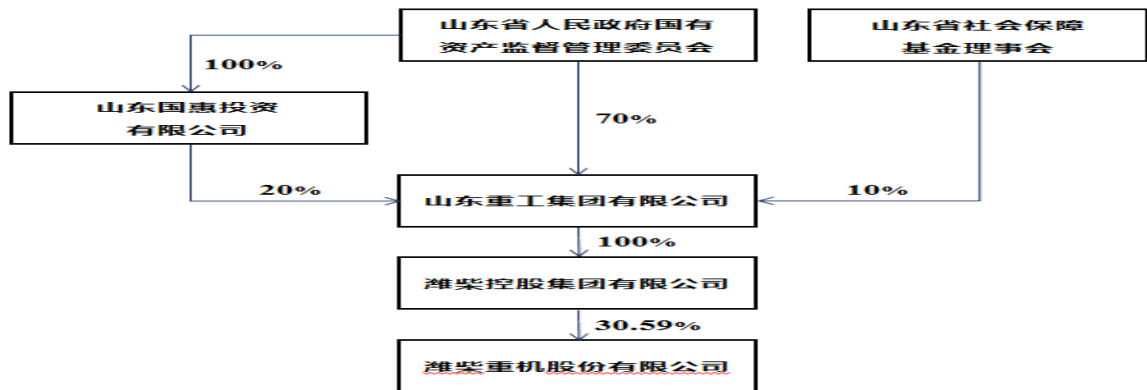 山东省人民政府国有
资产监督管理委员会
山东省社会保障
基金理事会
100%
山东国惠投资
有限公司
70%
20%
10%
山东重工集团有限公司
100%
潍柴控股集团有限公司
30.59%
潍柴重机股份有限公司